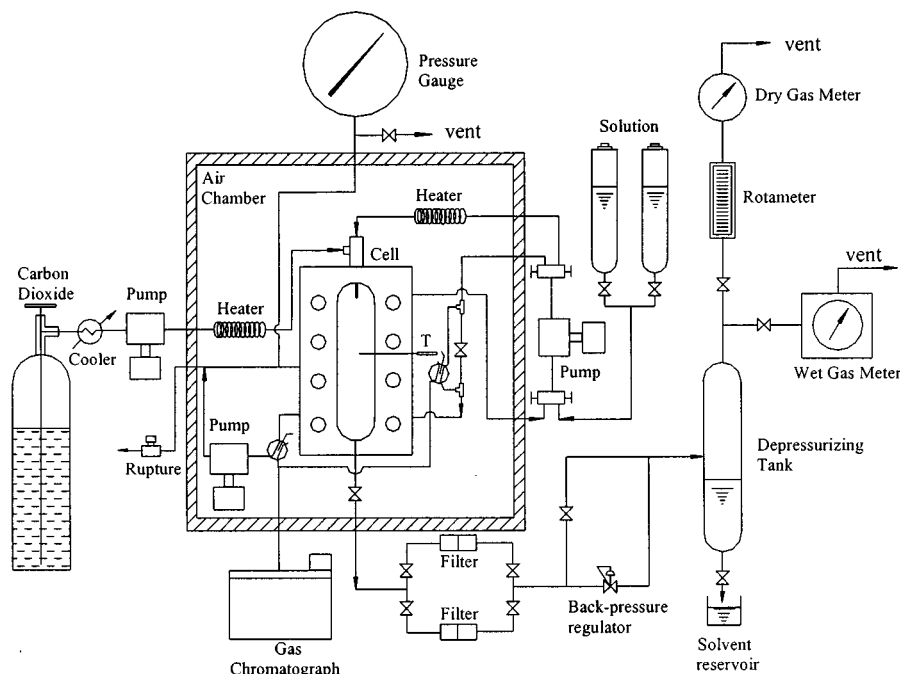 Pressure
Gauge
vent
vent
Dry Gas Meter
Solution
Air
Chamber
Heater
Rotameter
Cell
vent
Carbon
Dioxide
Pump
Heater
Cooler
T
Pump
Wet Gas Meter
Pump
Rupture
Depressurizing
Tank
Filter
Filter
Back-pressure
regulator
Gas
Chromatograph
Solvent
reservoir